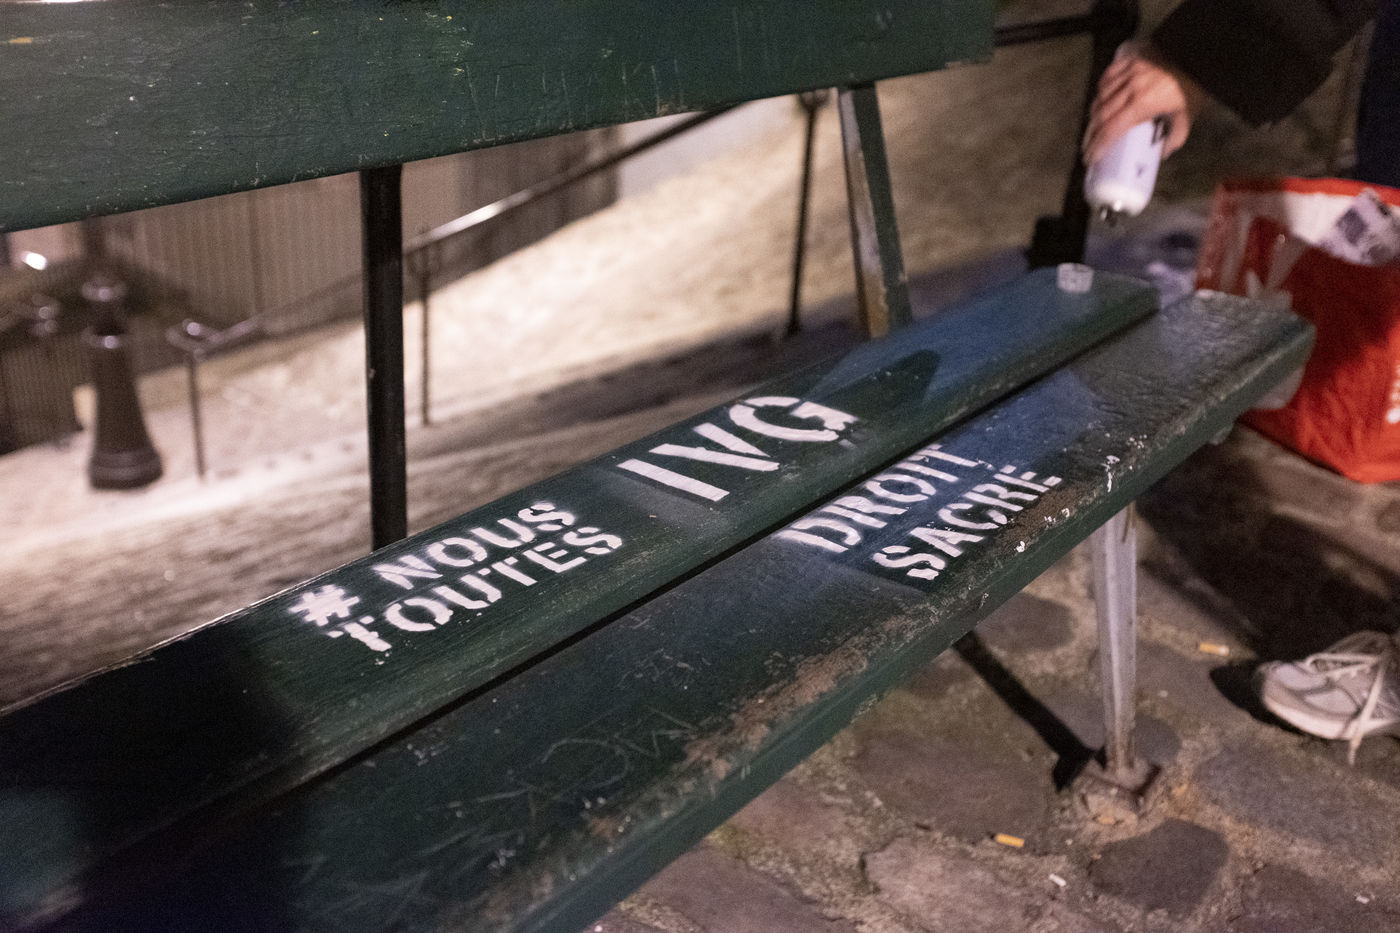 # NOUS
TOUTES
IVG
DROIT
SACRÉ